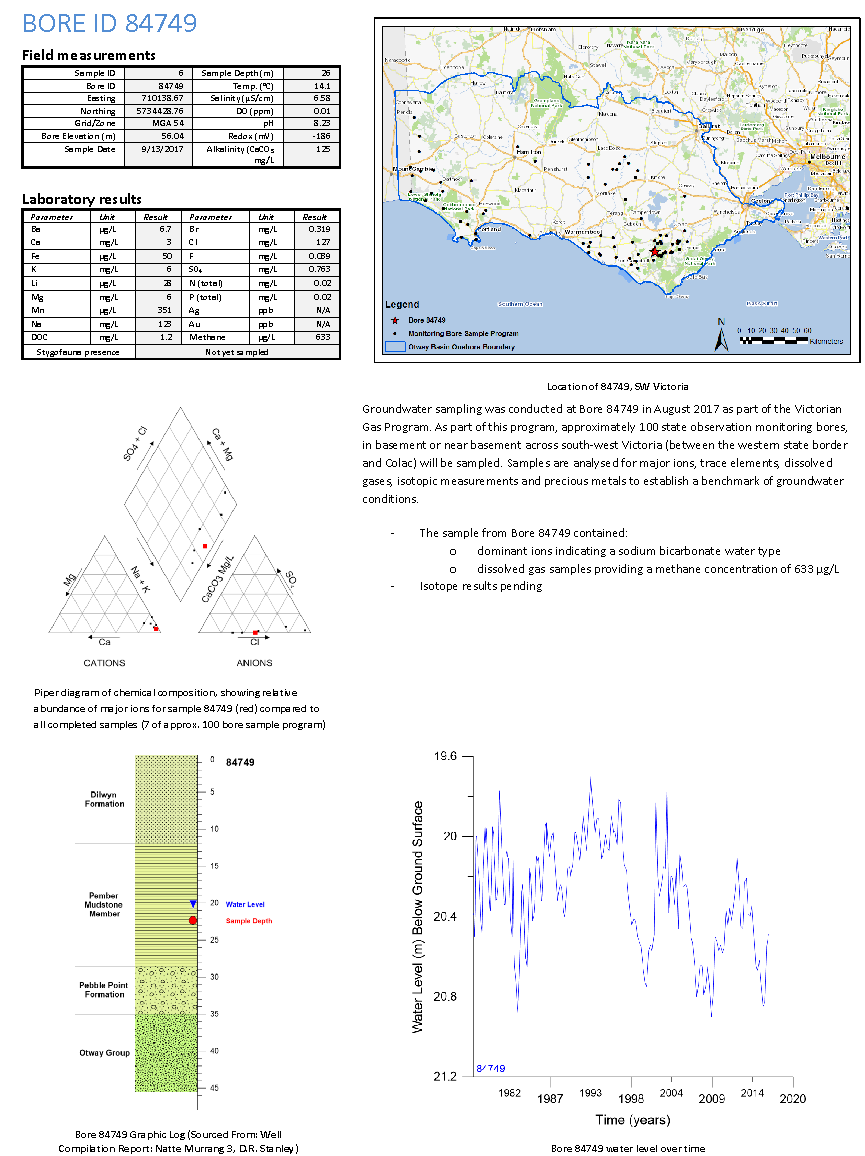 BORE ID 84749
Field measurements
Sample ID 6 Sample Depth (m) 26
Bore ID 84749 Temp. (°C) 14.1
Easting 710138.67 Salinity (µS/cm) 6.58
Northing 5734428.76 DO (ppm) 0.01
Grid/Zone MGA 54 pH 8.23
Bore Elevation (m) 56.04 Redox (mV) -186
Sample Date 9/13/2017 Alkalinity (CaCO₃ mg/L 125
Laboratory results
Parameter Unit Result Parameter Unit Result
Ba µg/L 6.7 Br mg/L 0.319
Ca mg/L 3 Cl mg/L 127
Fe µg/L 50 F mg/L 0.089
K mg/L 6 SO₄ mg/L 0.763
Li µg/L 28 N (total) mg/L 0.02
Mg mg/L 6 P (total) mg/L 0.02
Mn µg/L 351 Ag ppb N/A
Na mg/L 123 Au ppb N/A
DOC mg/L 1.2 Methane µg/L 633
Stygofauna presence Not yet sampled
Hamilton
Ballarat
Melbourne
Geelong
Mount Gambier
Portland
Warrnambool
Southern Ocean
Legend
Bore 84749
Monitoring Bore Sample Program
Otway Basin Onshore Boundary
N
0 10 20 30 40 50 60
Kilometers
Location of 84749, SW Victoria
Groundwater sampling was conducted at Bore 84749 in August 2017 as part of the Victorian
Gas Program. As part of this program, approximately 100 state observation monitoring bores,
in basement or near basement across south-west Victoria (between the western state border
and Colac) will be sampled. Samples are analysed for major ions, trace elements, dissolved
gases, isotopic measurements and precious metals to establish a benchmark of groundwater
conditions.
- The sample from Bore 84749 contained:
o dominant ions indicating a sodium bicarbonate water type
o dissolved gas samples providing a methane concentration of 633 µg/L
- Isotope results pending
SO4 + Cl
Ca + Mg
Mg
Na + K
CaCO3 Mg/L
SO₄
Ca
Cl
CATIONS
ANIONS
Piper diagram of chemical composition, showing relative
abundance of major ions for sample 84749 (red) compared to
all completed samples (7 of approx. 100 bore sample program)
84749
0
5
10
15
20
25
30
35
40
45
Dilwyn
Formation
Pember
Mudstone
Member
Water Level
Sample Depth
Pebble Point
Formation
Otway Group
Bore 84749 Graphic Log (Sourced From: Well
Compilation Report: Natte Murrang 3, D.R. Stanley)
Water Level (m) Below Ground Surface
19.6
20
20.4
20.8
21.2
84749
1982 1987 1993 1998 2004 2009 2014 2020
Time (years)
Bore 84749 water level over time